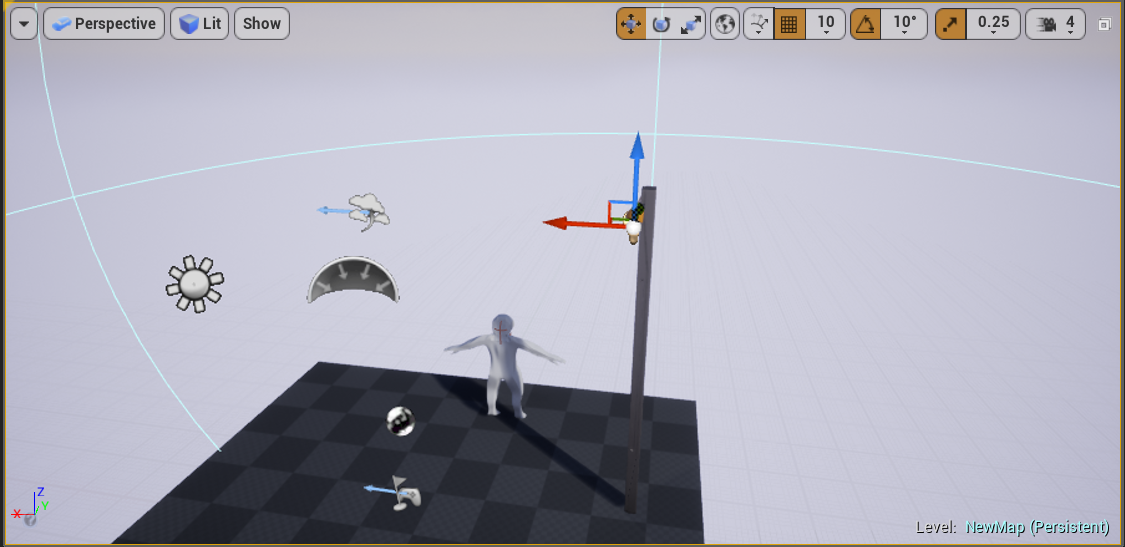 Perspective
Lit
Show
10
10°
0.25
4
Z
X
Y
Level: NewMap (Persistent)